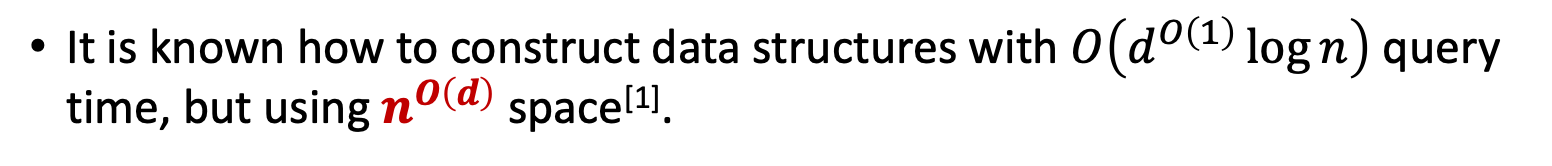 • It is known how to construct data structures with $O(d^{O(1)} \log n)$ query
time, but using $n^{O(d)}$ space$^{[1]}$.